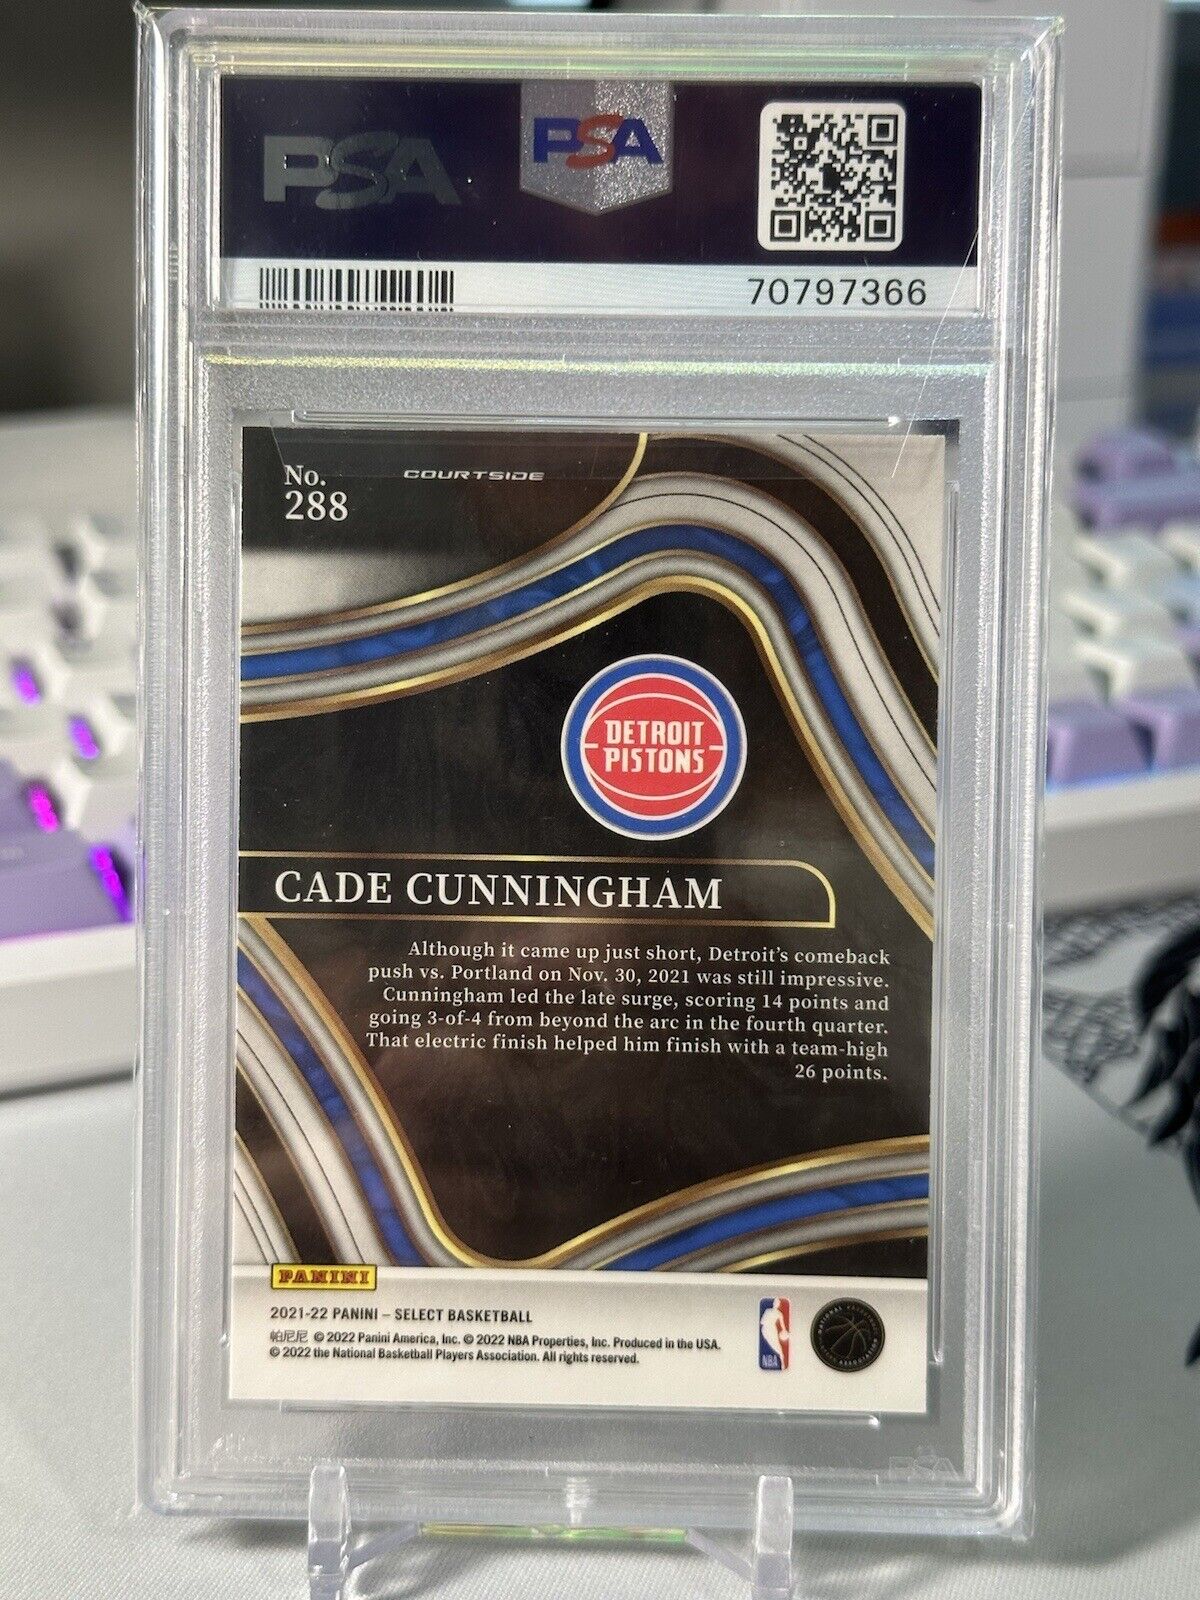 PSA
PSA
70797366
No.
288
COURTSIDE
DETROIT
PISTONS
CADE CUNNINGHAM
Although it came up just short, Detroit's comeback
push vs. Portland on Nov. 30, 2021 was still impressive.
Cunningham led the late surge, scoring 14 points and
going 3-of-4 from beyond the arc in the fourth quarter.
That electric finish helped him finish with a team-high
26 points.
PANINI
2021-22 PANINI – SELECT BASKETBALL
帕尼尼 © 2022 Panini America, Inc. © 2022 NBA Properties, Inc. Produced in the USA.
© 2022 the National Basketball Players Association. All rights reserved.
NBA
PSA